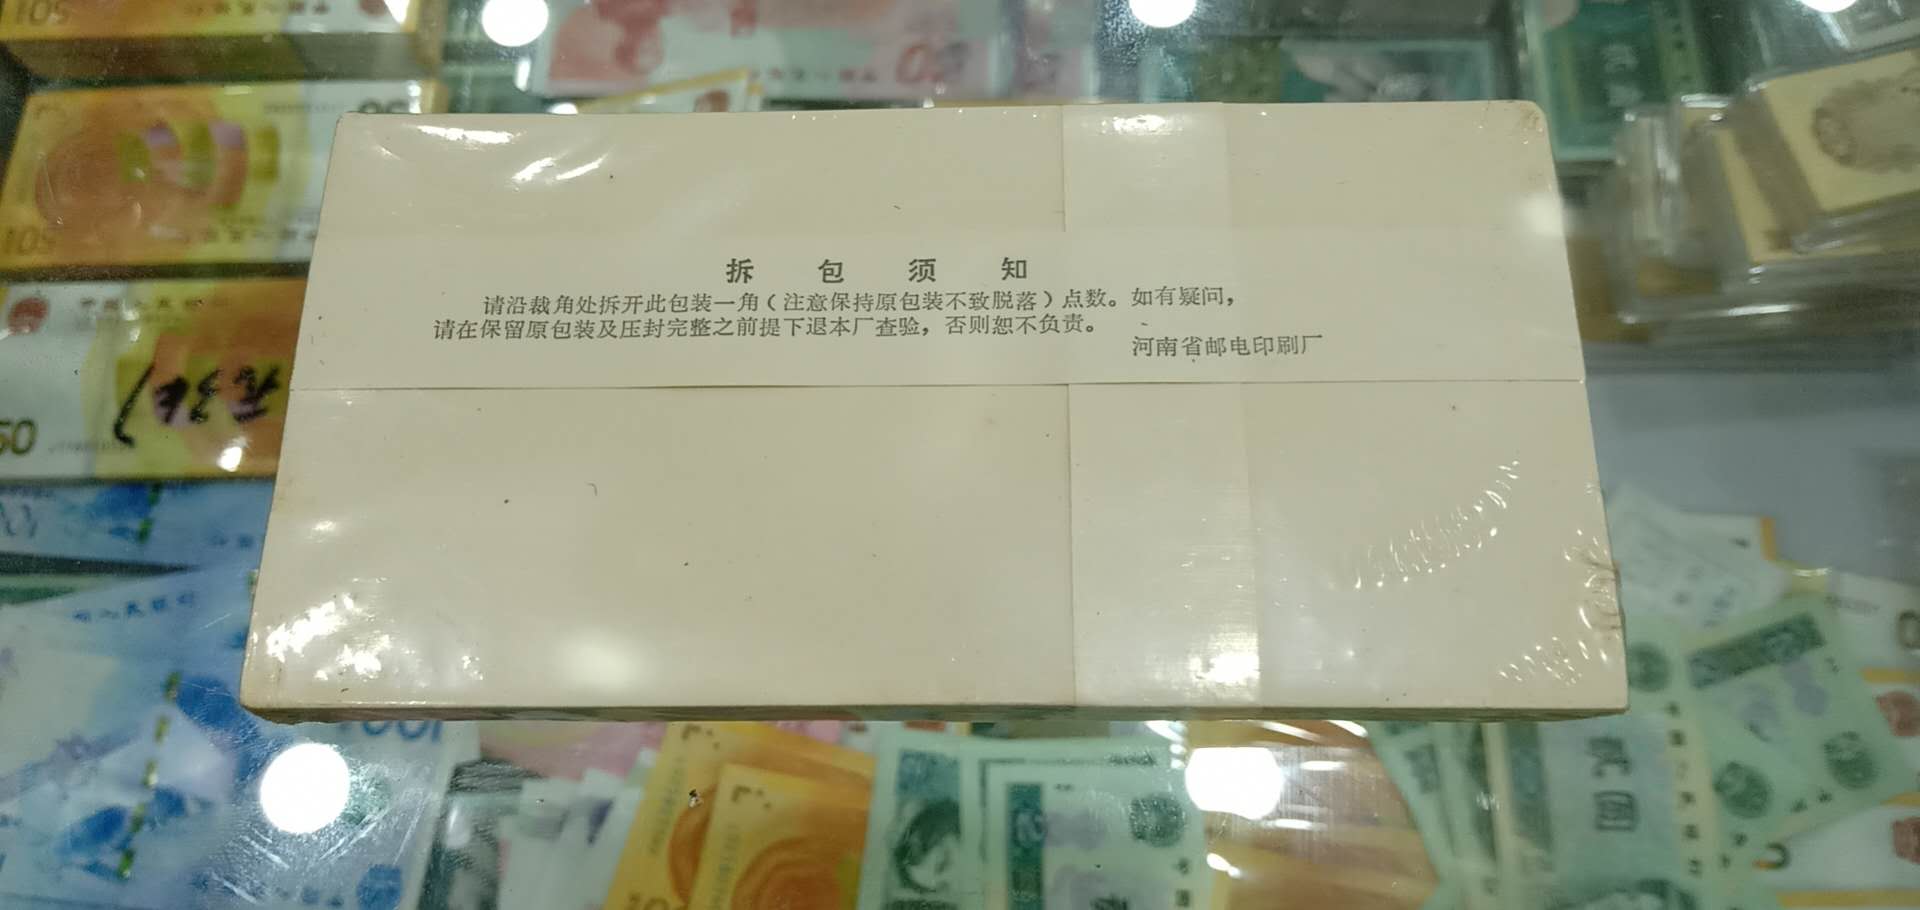 拆包须知
请沿裁角处拆开此包装一角（注意保持原包装不致脱落）点数。如有疑问，
请在保留原包装及压封完整之前提下退本厂查验，否则恕不负责。
河南省邮电印刷厂
50
贰圆